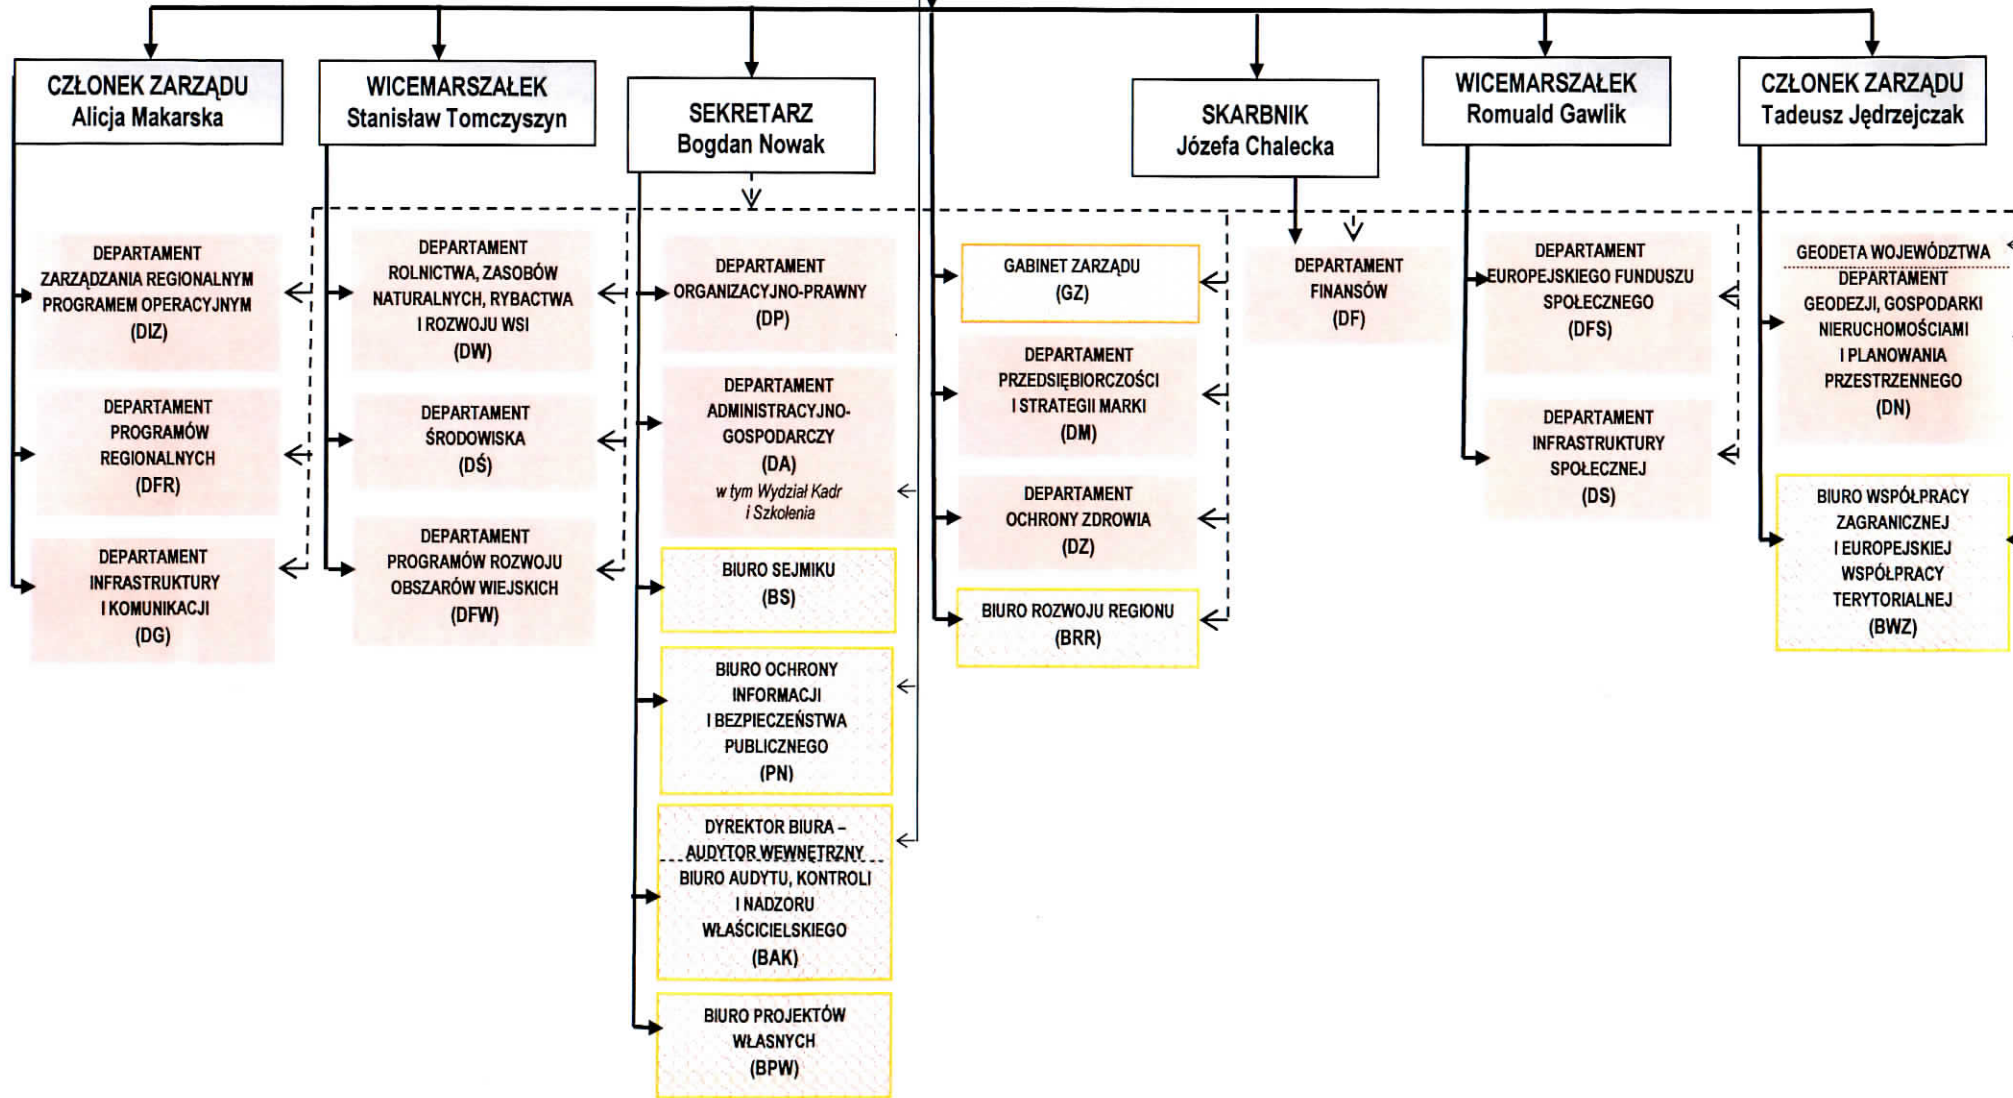 CZŁONEK ZARZĄDU
Alicja Makarska
WICEMARSZAŁEK
Stanisław Tomczyszyn
SEKRETARZ
Bogdan Nowak
SKARBNIK
Józefa Chalecka
WICEMARSZAŁEK
Romuald Gawlik
CZŁONEK ZARZĄDU
Tadeusz Jędrzejczak
DEPARTAMENT
ZARZĄDZANIA REGIONALNYM
PROGRAMEM OPERACYJNYM
(DIZ)
DEPARTAMENT
PROGRAMÓW
REGIONALNYCH
(DFR)
DEPARTAMENT
INFRASTRUKTURY
I KOMUNIKACJI
(DG)
DEPARTAMENT
ROLNICTWA, ZASOBÓW
NATURALNYCH, RYBACTWA
I ROZWOJU WSI
(DW)
DEPARTAMENT
ŚRODOWISKA
(DŚ)
DEPARTAMENT
PROGRAMÓW ROZWOJU
OBSZARÓW WIEJSKICH
(DFW)
DEPARTAMENT
ORGANIZACYJNO-PRAWNY
(DP)
DEPARTAMENT
ADMINISTRACYJNO-
GOSPODARCZY
(DA)
w tym Wydział Kadr
i Szkolenia
BIURO SEJMIKU
(BS)
BIURO OCHRONY
INFORMACJI
I BEZPIECZEŃSTWA
PUBLICZNEGO
(PN)
DYREKTOR BIURA –
AUDYTOR WEWNĘTRZNY
BIURO AUDYTU, KONTROLI
I NADZORU
WŁAŚCICIELSKIEGO
(BAK)
BIURO PROJEKTÓW
WŁASNYCH
(BPW)
GABINET ZARZĄDU
(GZ)
DEPARTAMENT
PRZEDSIĘBIORCZOŚCI
I STRATEGII MARKI
(DM)
DEPARTAMENT
OCHRONY ZDROWIA
(DZ)
BIURO ROZWOJU REGIONU
(BRR)
DEPARTAMENT
FINANSÓW
(DF)
DEPARTAMENT
EUROPEJSKIEGO FUNDUSZU
SPOŁECZNEGO
(DFS)
DEPARTAMENT
INFRASTRUKTURY
SPOŁECZNEJ
(DS)
GEODETA WOJEWÓDZTWA
DEPARTAMENT
GEODEZJI, GOSPODARKI
NIERUCHOMOŚCIAMI
I PLANOWANIA
PRZESTRZENNEGO
(DN)
BIURO WSPÓŁPRACY
ZAGRANICZNEJ
I EUROPEJSKIEJ
WSPÓŁPRACY
TERYTORIALNEJ
(BWZ)